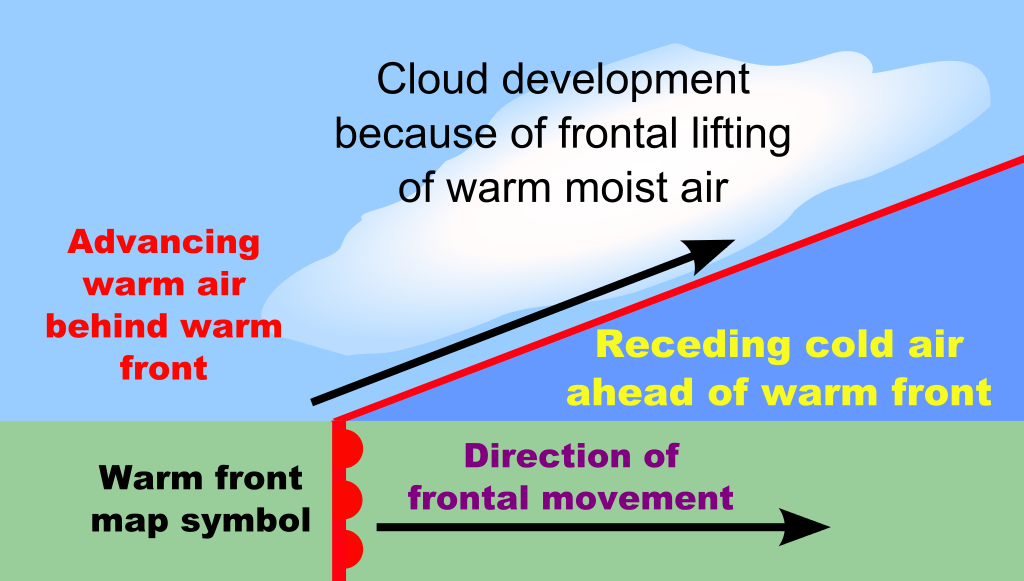 Cloud development
because of frontal lifting
of warm moist air
Advancing
warm air
behind warm
front
Receding cold air
ahead of warm front
Warm front
map symbol
Direction of
frontal movement